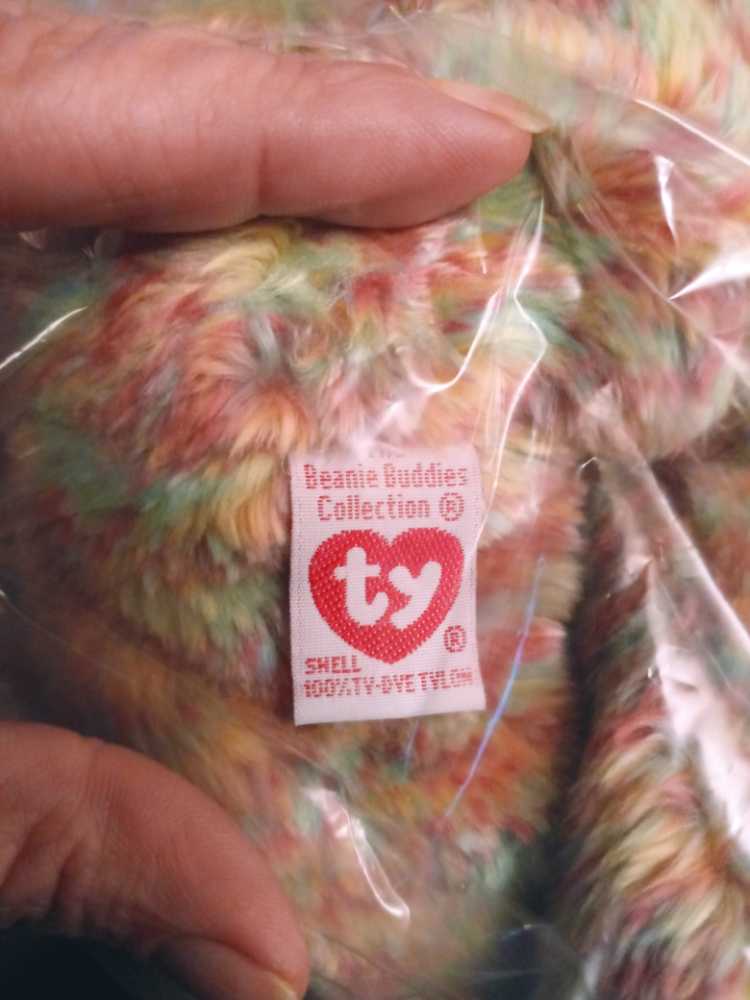 Beanie Buddies
Collection ®
ty
®
SHELL
100% TY-DYE TYLON